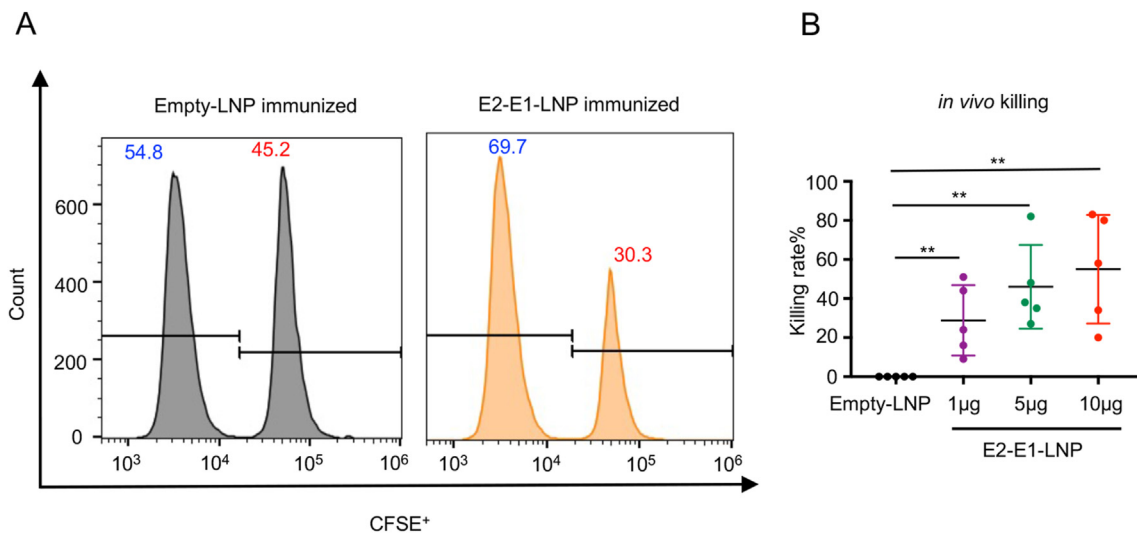 A
Empty-LNP immunized
E2-E1-LNP immunized
54.8
45.2
69.7
30.3
600
400
200
0
Count
10³ 10⁴ 10⁵ 10⁶
10³ 10⁴ 10⁵ 10⁶
CFSE⁺
B
in vivo killing
**
**
**
100
80
60
40
20
0
Killing rate%
Empty-LNP 1µg 5µg 10µg
E2-E1-LNP